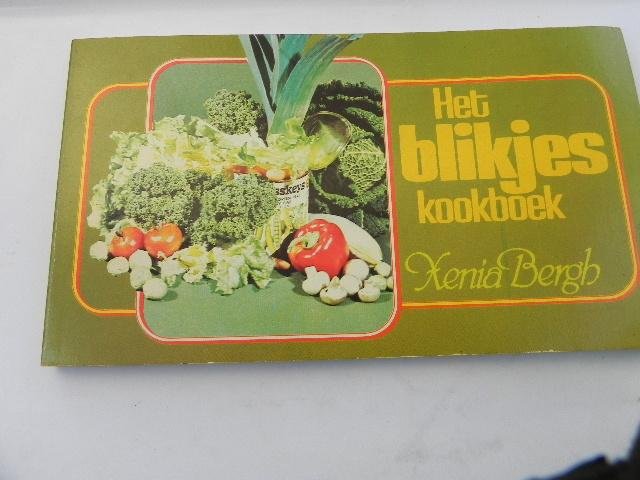 Het
blikjes
kookboek
Xenia Bergh